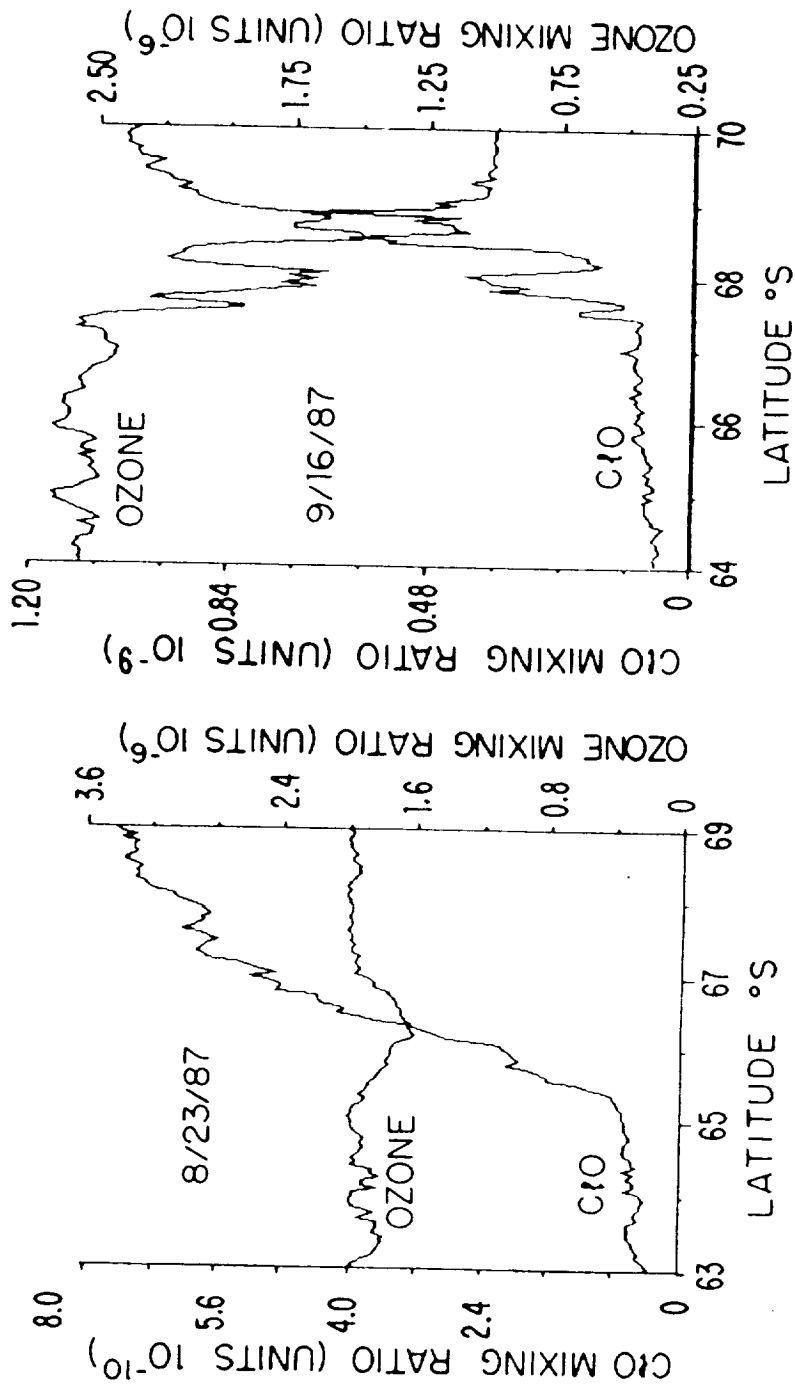 ClO MIXING RATIO (UNITS 10-10)
8.0
5.6
4.0
2.4
0
8/23/87
OZONE
ClO
63
65
67
69
LATITUDE °S
3.6
2.4
1.6
0.8
0
OZONE MIXING RATIO (UNITS 10-6)
ClO MIXING RATIO (UNITS 10-9)
1.20
0.84
0.48
0
OZONE
9/16/87
ClO
64
66
68
70
LATITUDE °S
2.50
1.75
1.25
0.75
0.25
OZONE MIXING RATIO (UNITS 10-6)